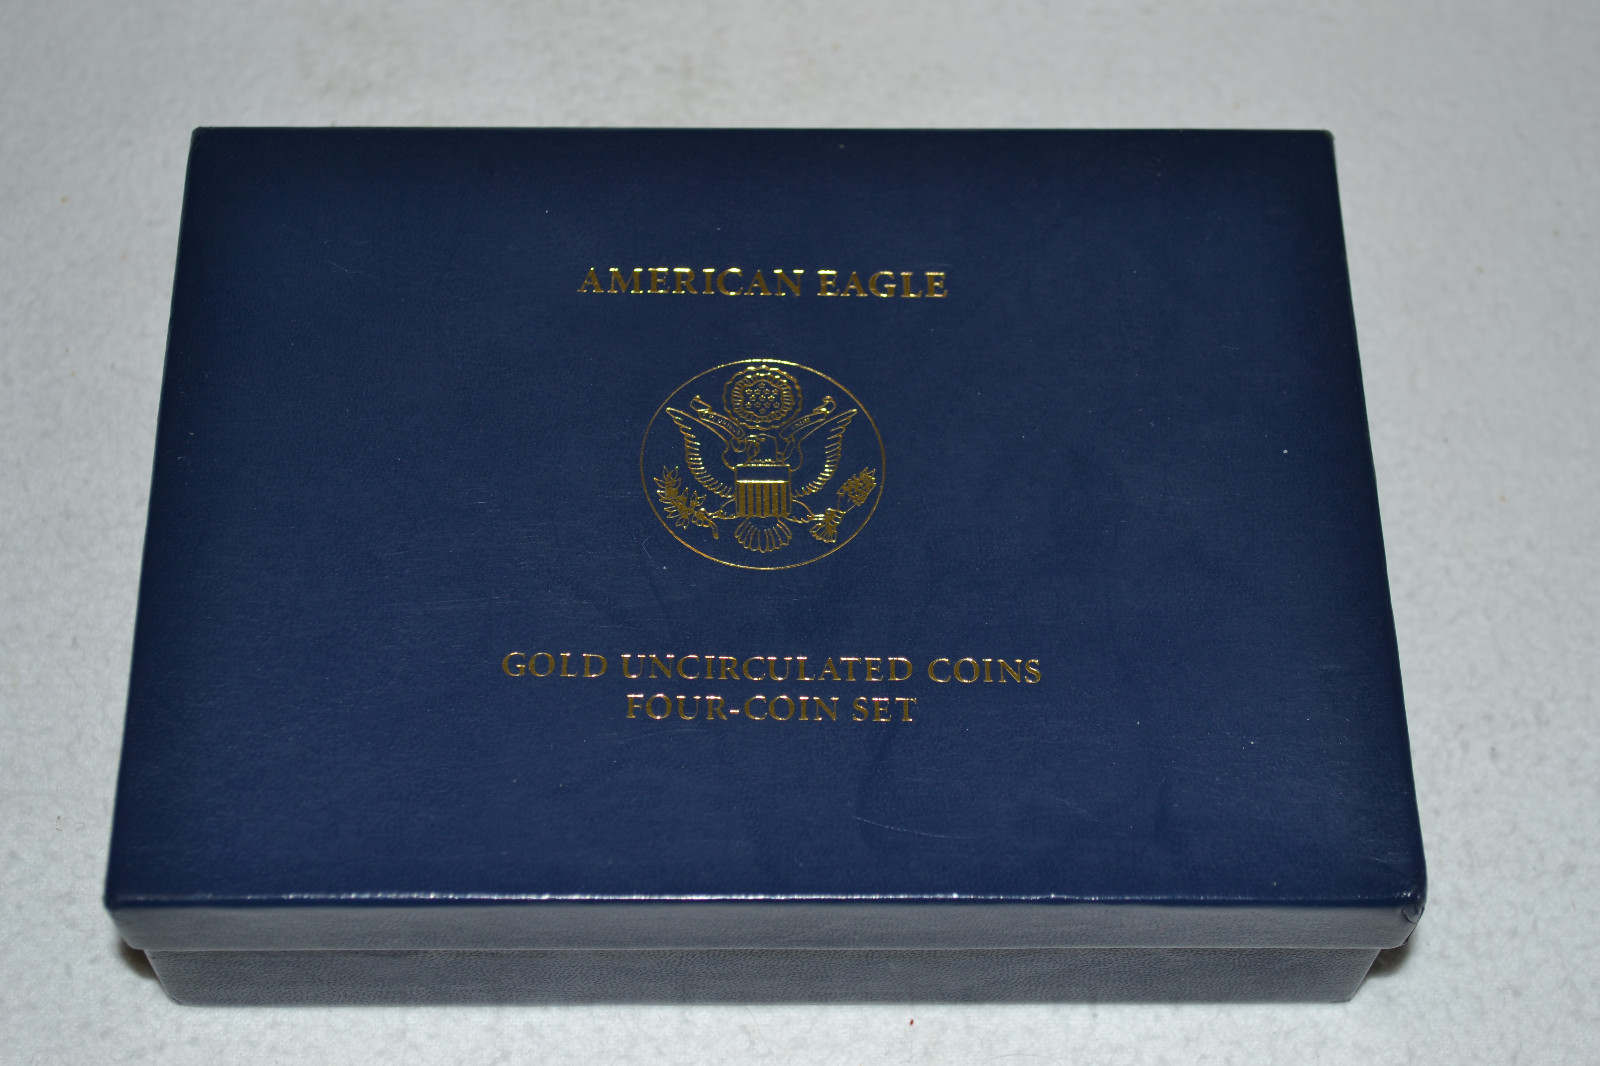 AMERICAN EAGLE
GOLD UNCIRCULATED COINS
FOUR-COIN SET